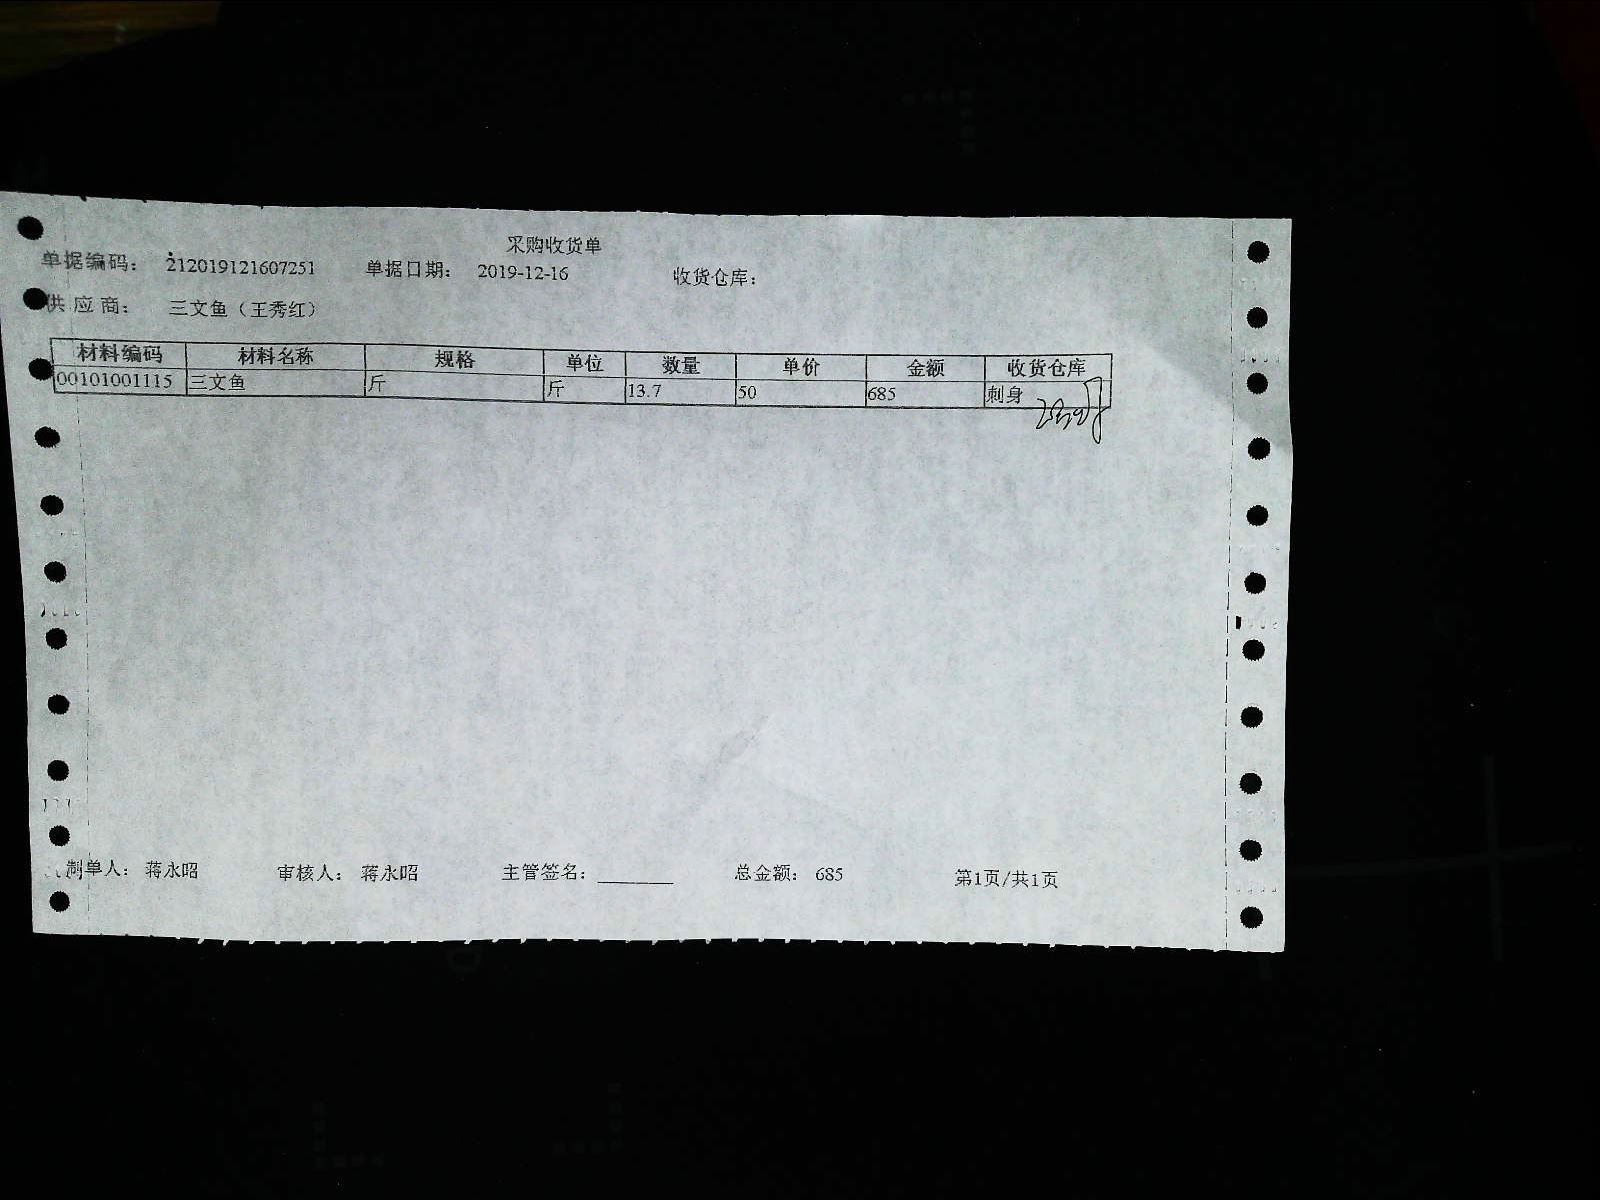 采购收货单
单据编码： 212019121607251 单据日期： 2019-12-16 收货仓库：
供 应 商： 三文鱼（王秀红）
材料编码 材料名称 规格 单位 数量 单价 金额 收货仓库
00101001115 三文鱼 斤 斤 13.7 50 685 刺身
制单人： 蒋永昭 审核人： 蒋永昭 主管签名：________ 总金额： 685 第1页/共1页